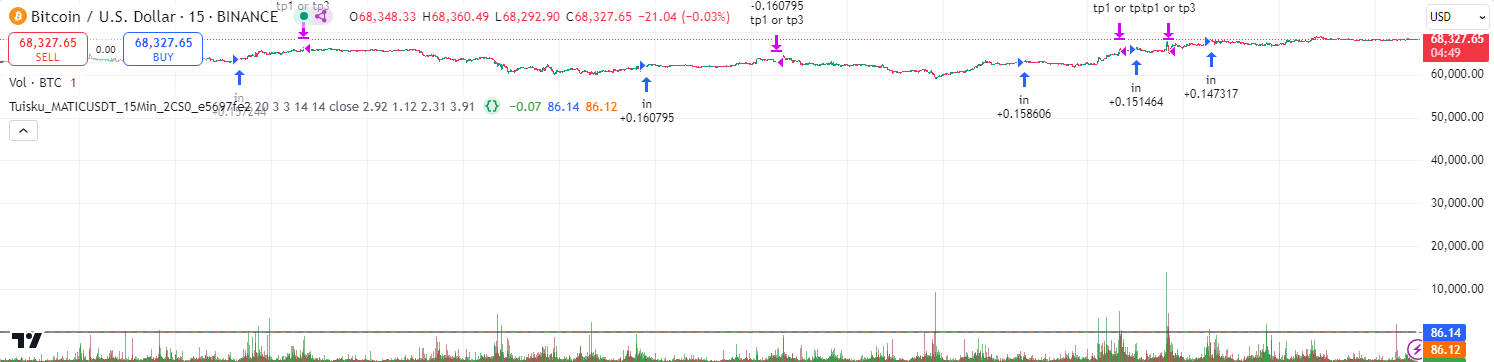 Bitcoin / U.S. Dollar · 15 · BINANCE O68,348.33 H68,360.49 L68,292.90 C68,327.65 −21.04 (−0.03%)
USD
68,327.65
SELL
0.00
68,327.65
BUY
Vol · BTC 1
Tuisku_MATICUSDT_15Min_2CS0_e5697fe2 20 3 3 14 14 close 2.92 1.12 2.31 3.91 −0.07 86.14 86.12
tp1 or tp3
-0.160795
tp1 or tp3
tp1 or tp
tp1 or tp3
in
+0.157244
in
+0.160795
in
+0.158606
in
+0.151464
in
+0.147317
68,327.65
04:49
60,000.00
50,000.00
40,000.00
30,000.00
20,000.00
10,000.00
86.14
86.12